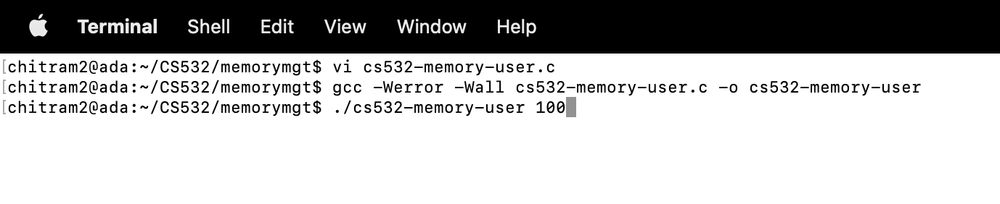 Terminal Shell Edit View Window Help
[chitram2@ada:~/CS532/memorymgt$ vi cs532-memory-user.c
[chitram2@ada:~/CS532/memorymgt$ gcc -Werror -Wall cs532-memory-user.c -o cs532-memory-user
[chitram2@ada:~/CS532/memorymgt$ ./cs532-memory-user 100